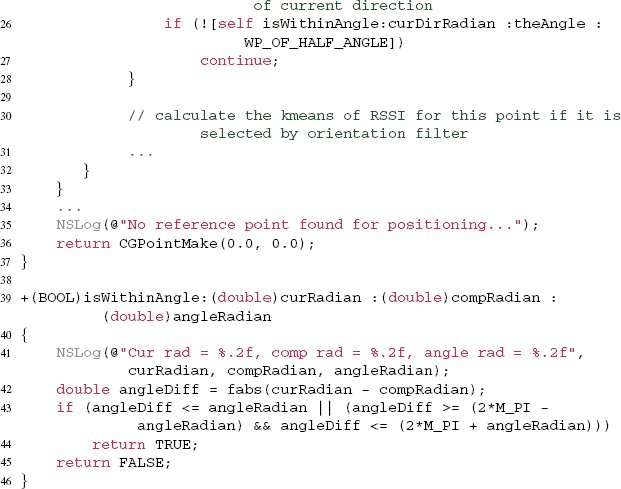 of current direction
26 if (![self isWithinAngle:curDirRadian :theAngle :
WP_OF_HALF_ANGLE])
27 continue;
28 }
29
30 // calculate the kmeans of RSSI for this point if it is
selected by orientation filter
31 ...
32 }
33 }
34 ...
35 NSLog(@"No reference point found for positioning...");
36 return CGPointMake(0.0, 0.0);
37 }
38
39 +(BOOL)isWithinAngle:(double)curRadian :(double)compRadian :
(double)angleRadian
40 {
41 NSLog(@"Cur rad = %.2f, comp rad = %.2f, angle rad = %.2f",
curRadian, compRadian, angleRadian);
42 double angleDiff = fabs(curRadian - compRadian);
43 if (angleDiff <= angleRadian || (angleDiff >= (2*M_PI -
angleRadian) && angleDiff <= (2*M_PI + angleRadian)))
44 return TRUE;
45 return FALSE;
46 }